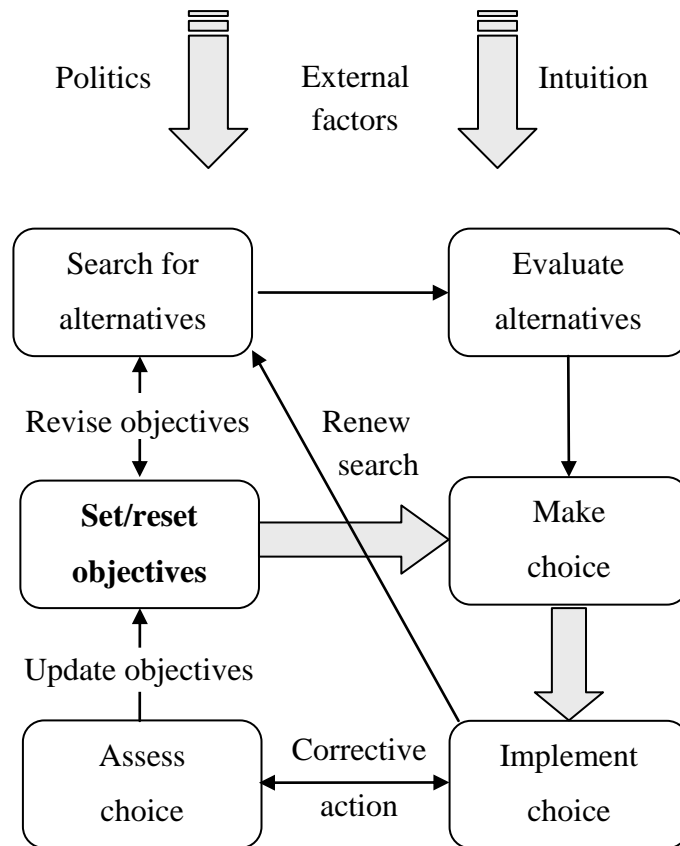 Politics
External
factors
Intuition
Search for
alternatives
Evaluate
alternatives
Revise objectives
Renew
search
Set/reset
objectives
Make
choice
Update objectives
Assess
choice
Corrective
action
Implement
choice